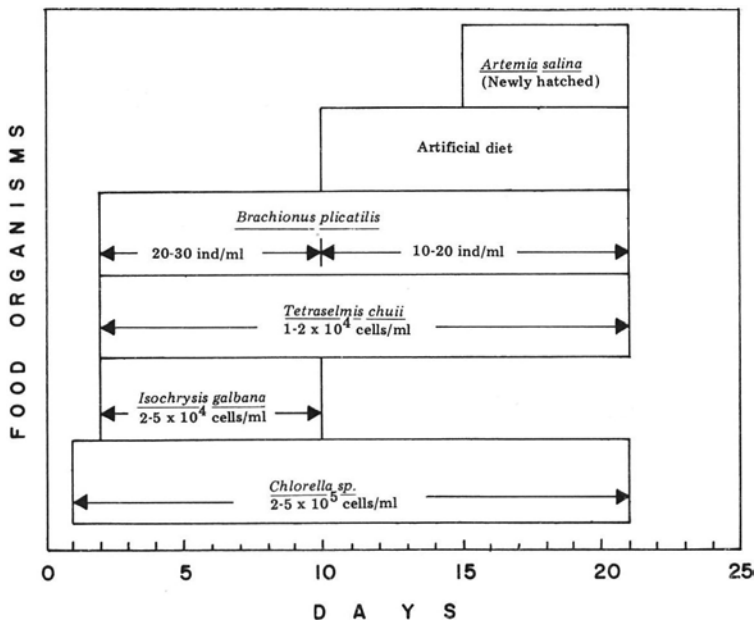 Artemia salina
(Newly hatched)
Artificial diet
Brachionus plicatilis
20-30 ind/ml
10-20 ind/ml
Tetraselmis chuii
1-2 x 10⁴ cells/ml
Isochrysis galbana
2-5 x 10⁴ cells/ml
Chlorella sp.
2-5 x 10⁵ cells/ml
FOOD ORGANISMS
0 5 10 15 20 25
DAYS